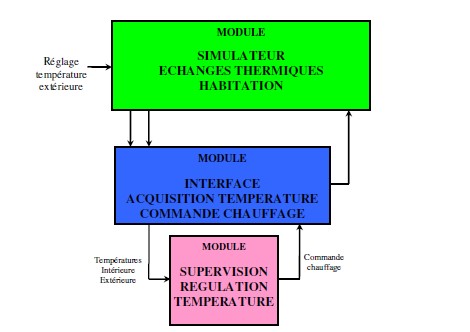 MODULE
SIMULATEUR
ECHANGES THERMIQUES
HABITATION
Réglage
température
extérieure
MODULE
INTERFACE
ACQUISITION TEMPERATURE
COMMANDE CHAUFFAGE
Températures
Intérieure
Extérieure
MODULE
SUPERVISION
REGULATION
TEMPERATURE
Commande
chauffage